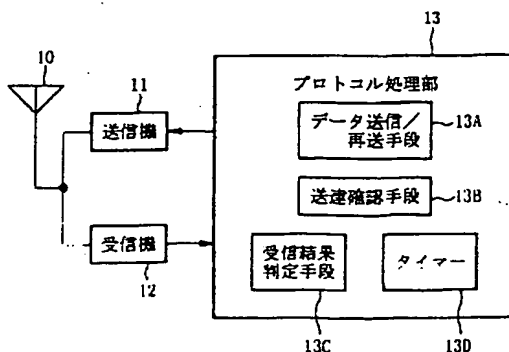 13
プロトコル処理部
10
11
送信機
データ送信/
再送手段
13A
送達確認手段
13B
受信機
12
受信結果
判定手段
タイマー
13C
13D